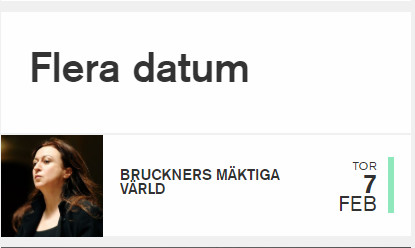 Flera datum
BRUCKNERS MÄKTIGA
VÄRLD
TOR
7
FEB